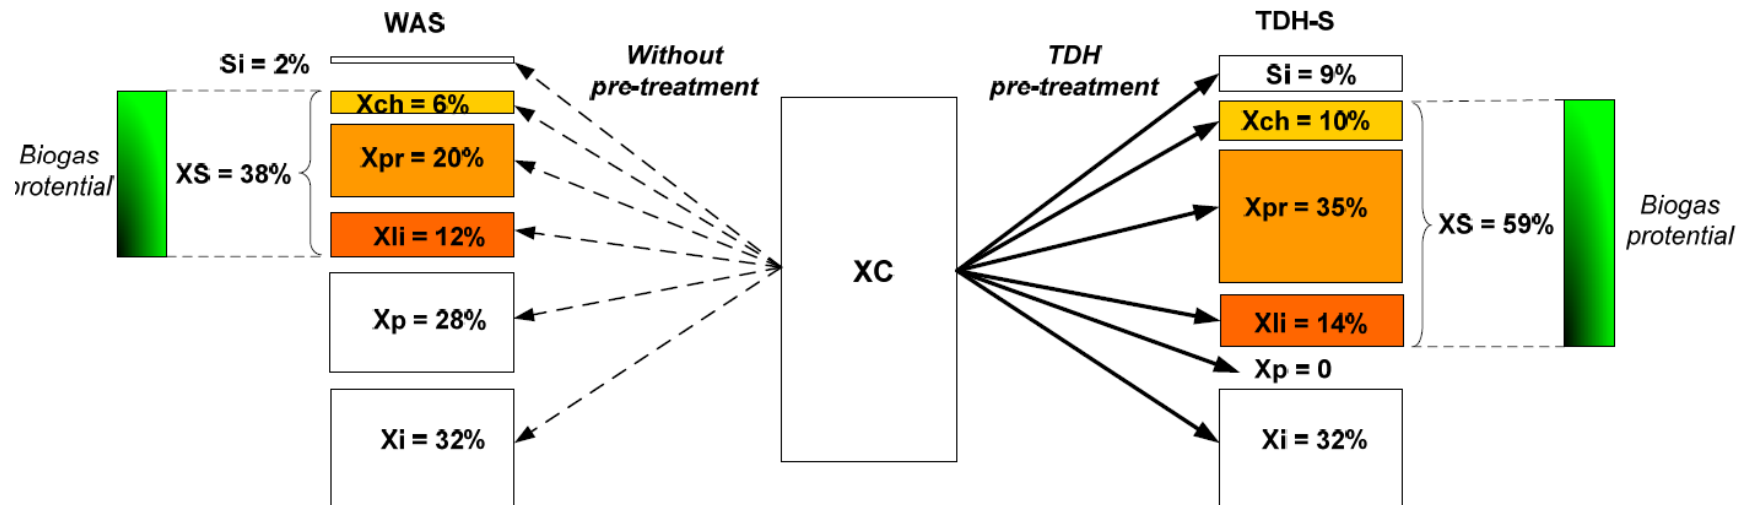 WAS
Without
pre-treatment
TDH
pre-treatment
TDH-S
Si = 2%
Xch = 6%
Xpr = 20%
Xli = 12%
XS = 38%
Biogas
protential
Xp = 28%
Xi = 32%
XC
Si = 9%
Xch = 10%
Xpr = 35%
Xli = 14%
XS = 59%
Biogas
protential
Xp = 0
Xi = 32%